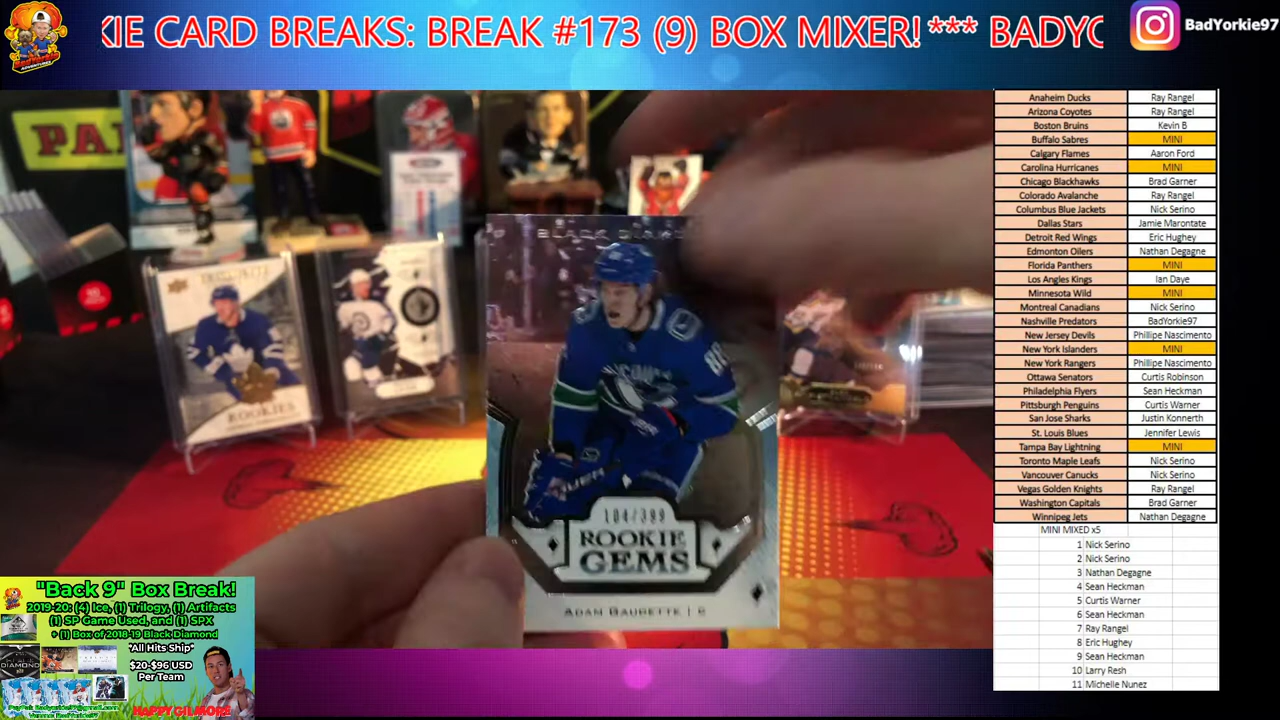 KIE CARD BREAKS: BREAK #173 (9) BOX MIXER! *** BADYO
BadYorkie97
Anaheim Ducks Ray Rangel
Arizona Coyotes Ray Rangel
Boston Bruins Kevin B
Buffalo Sabres MINI
Calgary Flames Aaron Ford
Carolina Hurricanes MINI
Chicago Blackhawks Brad Garner
Colorado Avalanche Ray Rangel
Columbus Blue Jackets Nick Serino
Dallas Stars Jamie Marontate
Detroit Red Wings Eric Hughey
Edmonton Oilers Nathan Degagne
Florida Panthers MINI
Los Angeles Kings Ian Daye
Minnesota Wild MINI
Montreal Canadians Nick Serino
Nashville Predators BadYorkie97
New Jersey Devils Phillipe Nascimento
New York Islanders MINI
New York Rangers Phillipe Nascimento
Ottawa Senators Curtis Robinson
Philadelphia Flyers Sean Heckman
Pittsburgh Penguins Curtis Warner
San Jose Sharks Justin Konnerth
St. Louis Blues Jennifer Lewis
Tampa Bay Lightning MINI
Toronto Maple Leafs Nick Serino
Vancouver Canucks Nick Serino
Vegas Golden Knights Ray Rangel
Washington Capitals Brad Garner
Winnipeg Jets Nathan Degagne
MINI MIXED x5
1 Nick Serino
2 Nick Serino
3 Nathan Degagne
4 Sean Heckman
5 Curtis Warner
6 Sean Heckman
7 Ray Rangel
8 Eric Hughey
9 Sean Heckman
10 Larry Resh
11 Michelle Nunez
PAN
ROOKIES
104/399
ROOKIE
GEMS
ADAM GAUDETTE | C
"Back 9" Box Break!
2019-20: (4) Ice, (1) Trilogy, (1) Artifacts
(1) SP Game Used, and (1) SPX
+ (1) Box of 2018-19 Black Diamond
*All Hits Ship*
$20-$96 USD
Per Team
HAPPY GILMORE